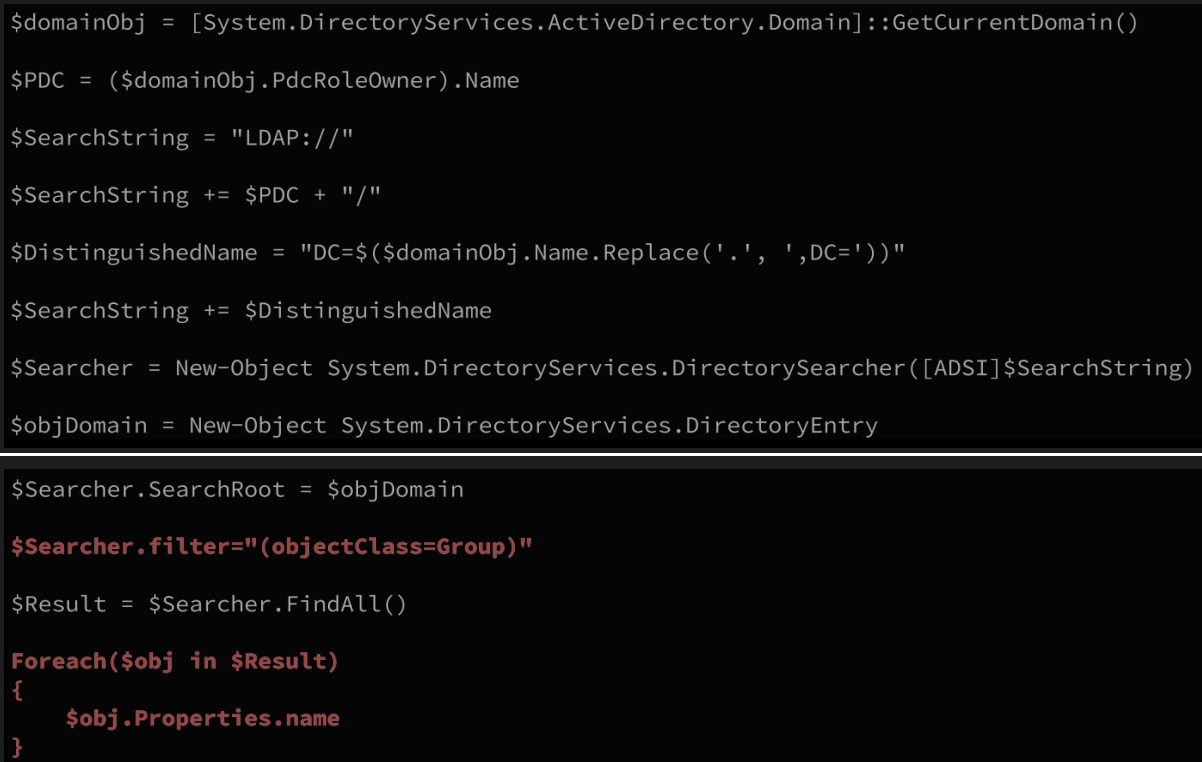 $domainObj = [System.DirectoryServices.ActiveDirectory.Domain]::GetCurrentDomain()
$PDC = ($domainObj.PdcRoleOwner).Name
$SearchString = "LDAP://"
$SearchString += $PDC + "/"
$DistinguishedName = "DC=$($domainObj.Name.Replace('.', ',DC='))"
$SearchString += $DistinguishedName
$Searcher = New-Object System.DirectoryServices.DirectorySearcher([ADSI]$SearchString)
$objDomain = New-Object System.DirectoryServices.DirectoryEntry
$Searcher.SearchRoot = $objDomain
$Searcher.filter="(objectClass=Group)"
$Result = $Searcher.FindAll()
Foreach($obj in $Result)
{
    $obj.Properties.name
}